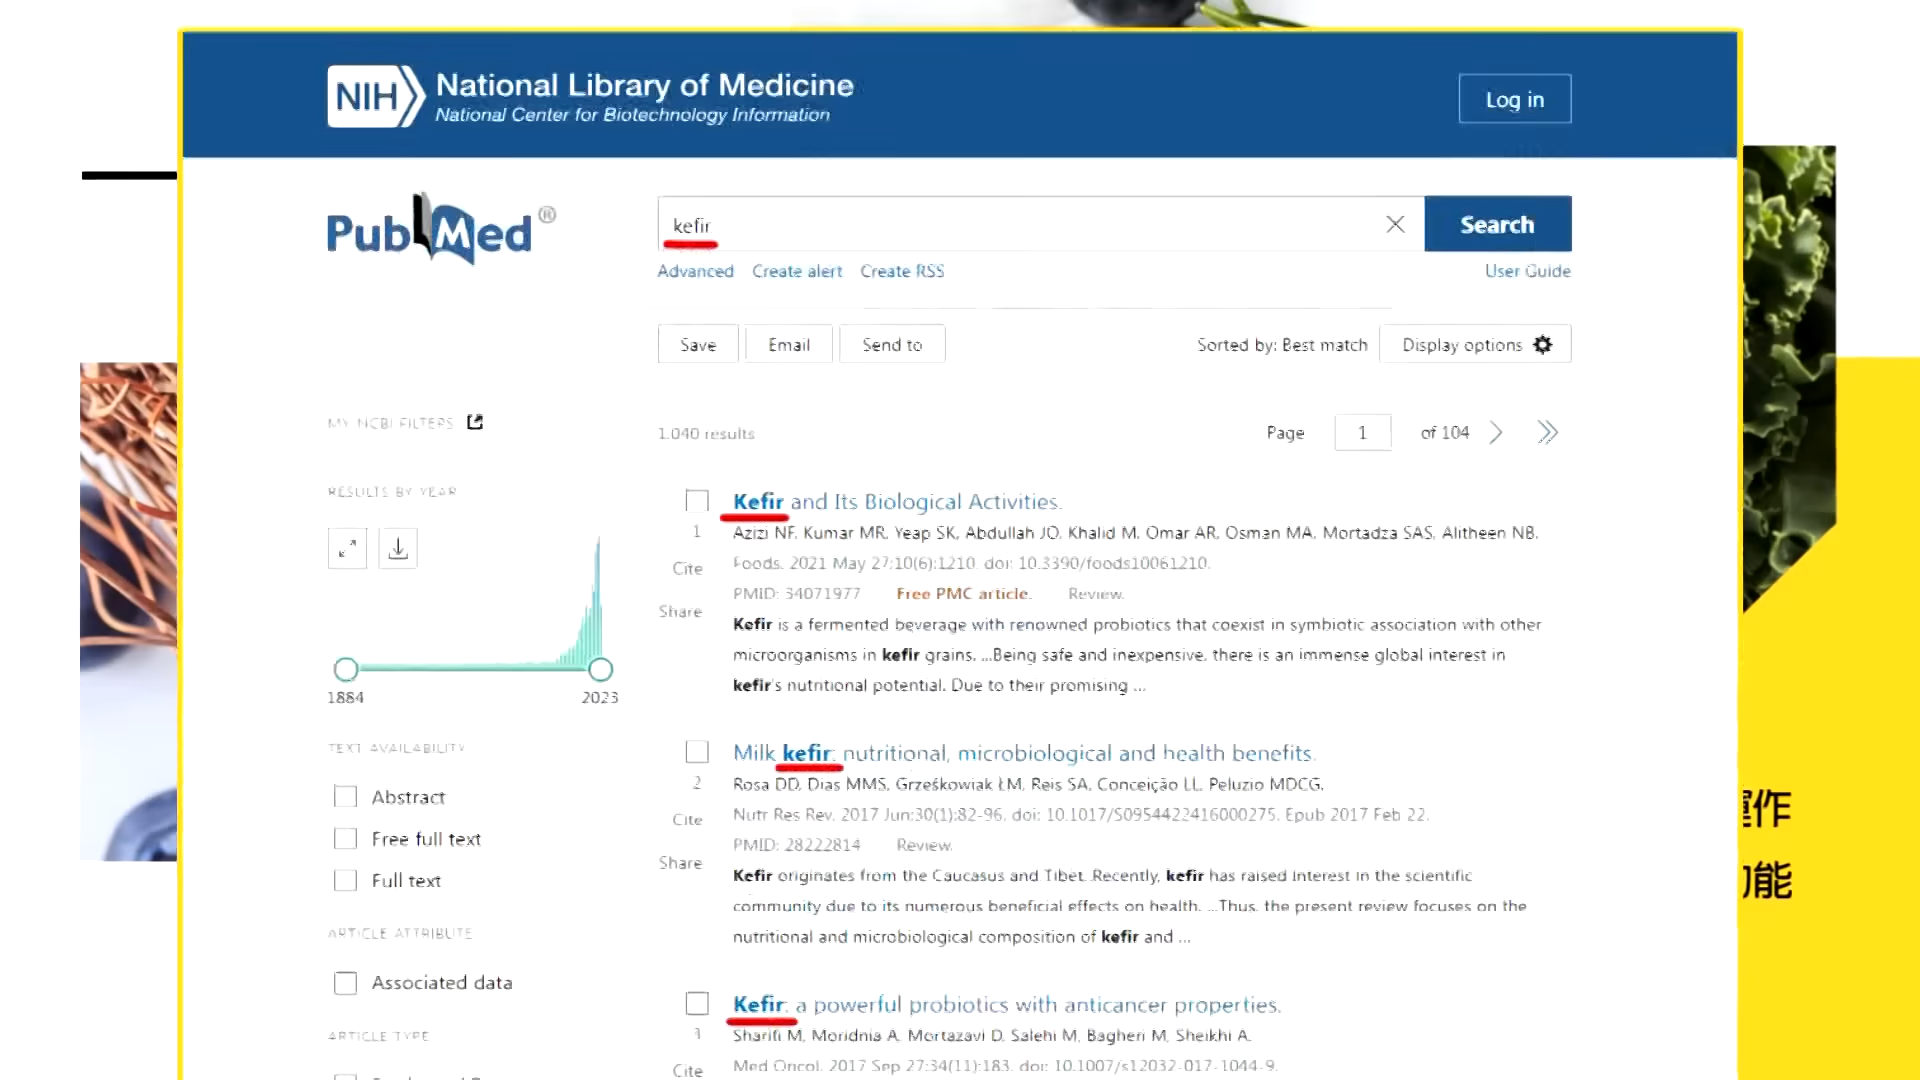 NIH National Library of Medicine
National Center for Biotechnology Information
Log in
PubMed®
kefir
Search
Advanced Create alert Create RSS
User Guide
Save Email Send to
Sorted by: Best match Display options
MY NCBI FILTERS
1,040 results
Page 1 of 104
RESULTS BY YEAR
1884 2023
TEXT AVAILABILITY
Abstract
Free full text
Full text
ARTICLE ATTRIBUTE
Associated data
ARTICLE TYPE
Kefir and Its Biological Activities.
1
Azizi NF, Kumar MR, Yeap SK, Abdullah JO, Khalid M, Omar AR, Osman MA, Mortadza SAS, Alitheen NB.
Cite
Foods. 2021 May 27;10(6):1210. doi: 10.3390/foods10061210.
PMID: 34071977 Free PMC article. Review.
Share
Kefir is a fermented beverage with renowned probiotics that coexist in symbiotic association with other
microorganisms in kefir grains. ...Being safe and inexpensive, there is an immense global interest in
kefir's nutritional potential. Due to their promising ...
Milk kefir: nutritional, microbiological and health benefits.
2
Rosa DD, Dias MMS, Grześkowiak ŁM, Reis SA, Conceição LL, Peluzio MDCG.
Cite
Nutr Res Rev. 2017 Jun;30(1):82-96. doi: 10.1017/S0954422416000275. Epub 2017 Feb 22.
PMID: 28222814 Review.
Share
Kefir originates from the Caucasus and Tibet. Recently, kefir has raised interest in the scientific
community due to its numerous beneficial effects on health. ...Thus, the present review focuses on the
nutritional and microbiological composition of kefir and ...
Kefir: a powerful probiotics with anticancer properties.
3
Sharifi M, Moridnia A, Mortazavi D, Salehi M, Bagheri M, Sheikhi A.
Cite
Med Oncol. 2017 Sep 27;34(11):183. doi: 10.1007/s12032-017-1044-9.
作
能